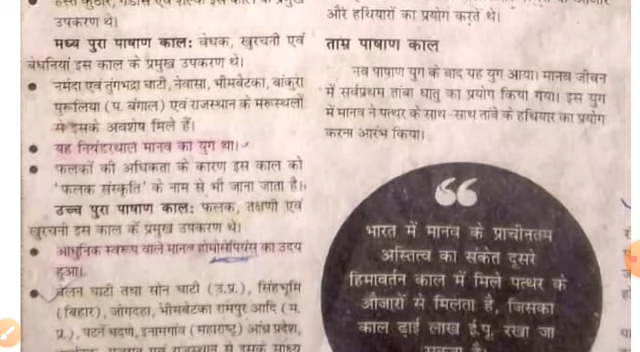 उपकरण थे।
मध्य पुरा पाषाण काल: वेधक, खुरचनी एवं
बेधनियां इस काल के प्रमुख उपकरण थे।
नर्मदा एवं तुंगभद्रा घाटी, नेवासा, भीमबेटका, बांकुरा
पुरूलिया (प. बंगाल) एवं राजस्थान के मरूस्थलों
से इसके अवशेष मिले हैं।
यह नियंडरथाल मानव का युग था।
फलकों की अधिकता के कारण इस काल को
'फलक संस्कृति' के नाम से भी जाना जाता है।
उच्च पुरा पाषाण काल: फलक, तक्षणी एवं
खुरचनी इस काल के प्रमुख उपकरण थे।
आधुनिक स्वरूप वाले मानव होमोसेपियंस का उदय
हुआ।
बेलन घाटी तथा सोन घाटी (उ.प्र.), सिंहभूमि
(बिहार), जोगदहा, भीमबेटका रामपुर आदि (म.
प्र.), पटने भदणे, इनामगांव (महाराष्ट्र) आंध्र प्रदेश,
और हथियारों का प्रयोग करते थे।
ताम्र पाषाण काल
नव पाषाण युग के बाद यह युग आया। मानव जीवन
में सर्वप्रथम तांबा धातु का प्रयोग किया गया। इस युग
में मानव ने पत्थर के साथ-साथ तांबे के हथियार का प्रयोग
करना आरंभ किया।
भारत में मानव के प्राचीनतम
अस्तित्व का संकेत दूसरे
हिमावर्तन काल में मिले पत्थर के
औजारों से मिलता है, जिसका
काल ढाई लाख ई.पू. रखा जा